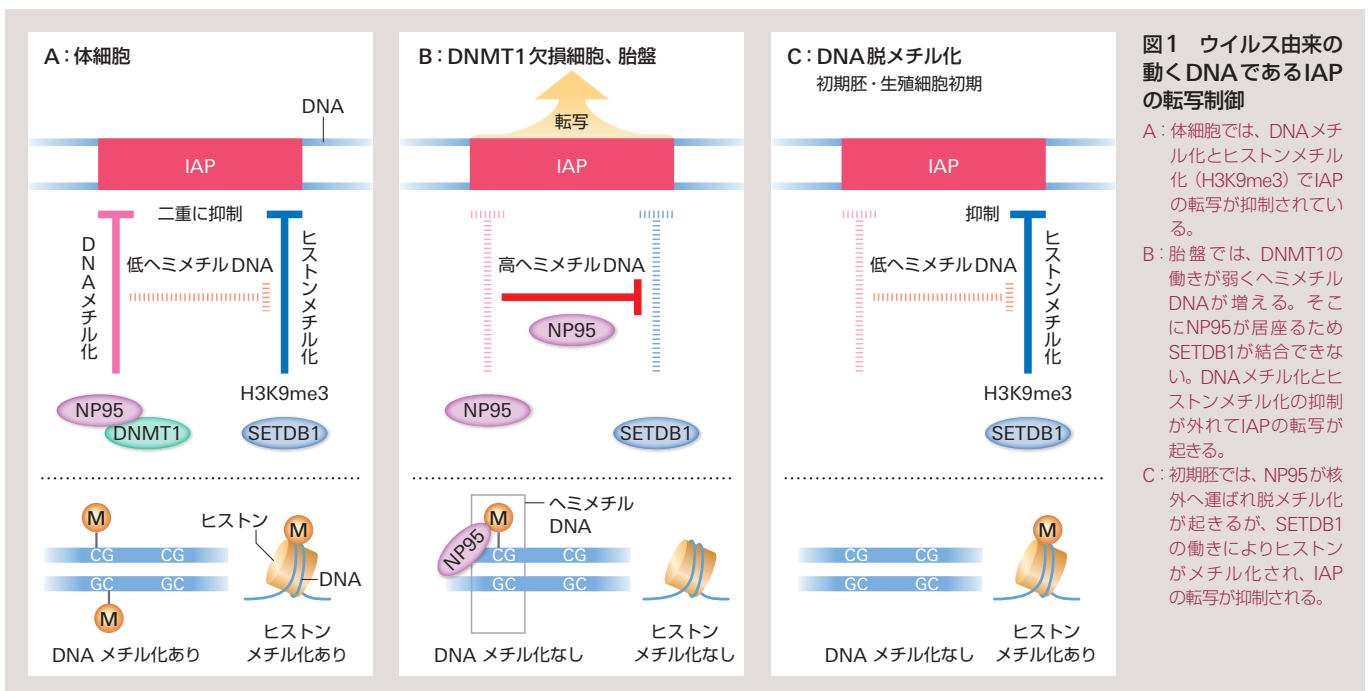 A：体細胞
DNA
IAP
二重に抑制
DNAメチル化
低ヘミメチルDNA
ヒストンメチル化
H3K9me3
NP95
DNMT1
SETDB1
M
ヒストン
M
CG CG
GC GC
DNA
M
DNA メチル化あり
ヒストン
メチル化あり
B：DNMT1欠損細胞、胎盤
転写
IAP
高ヘミメチルDNA
NP95
NP95
SETDB1
ヘミメチル
DNA
M
NP95
CG CG
GC GC
DNA メチル化なし
ヒストン
メチル化なし
C：DNA脱メチル化
初期胚・生殖細胞初期
IAP
抑制
低ヘミメチルDNA
ヒストンメチル化
H3K9me3
SETDB1
M
CG CG
GC GC
DNA メチル化なし
ヒストン
メチル化あり
図1 ウイルス由来の
動くDNAであるIAP
の転写制御
A：体細胞では、DNAメチ
ル化とヒストンメチル
化（H3K9me3）でIAP
の転写が抑制されてい
る。
B：胎盤では、DNMT1の
働きが弱くヘミメチル
DNAが増える。そこ
にNP95が居座るため
SETDB1が結合できな
い。DNAメチル化とヒ
ストンメチル化の抑制
が外れてIAPの転写が
起きる。
C：初期胚では、NP95が核
外へ運ばれ脱メチル化
が起きるが、SETDB1
の働きによりヒストン
がメチル化され、IAP
の転写が抑制される。